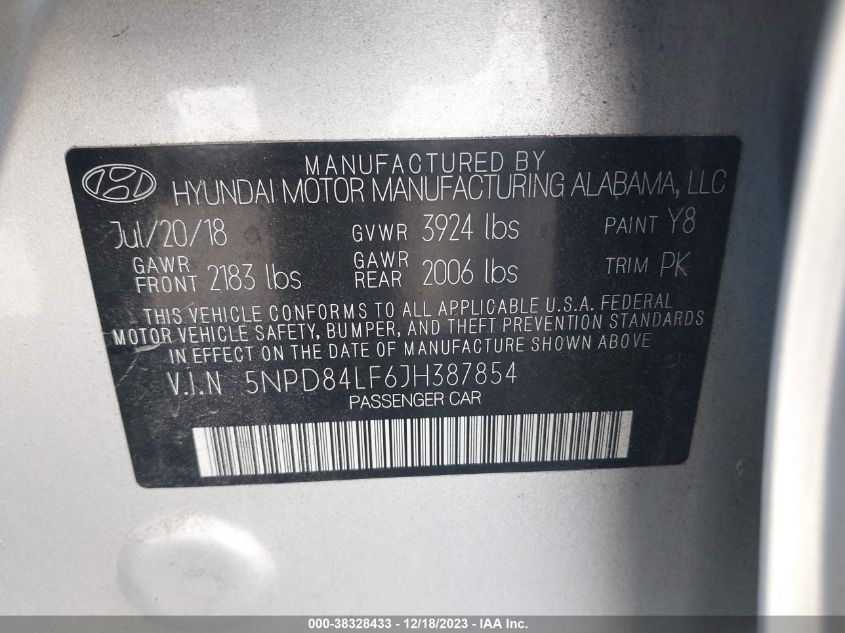 MANUFACTURED BY
HYUNDAI MOTOR MANUFACTURING ALABAMA, LLC
Jul/20/18 GVWR 3924 lbs PAINT Y8
GAWR FRONT 2183 lbs GAWR REAR 2006 lbs TRIM PK
THIS VEHICLE CONFORMS TO ALL APPLICABLE U.S.A. FEDERAL
MOTOR VEHICLE SAFETY, BUMPER, AND THEFT PREVENTION STANDARDS
IN EFFECT ON THE DATE OF MANUFACTURE SHOWN ABOVE
V.I.N 5NPD84LF6JH387854
PASSENGER CAR
000-38328433 - 12/18/2023 - IAA Inc.